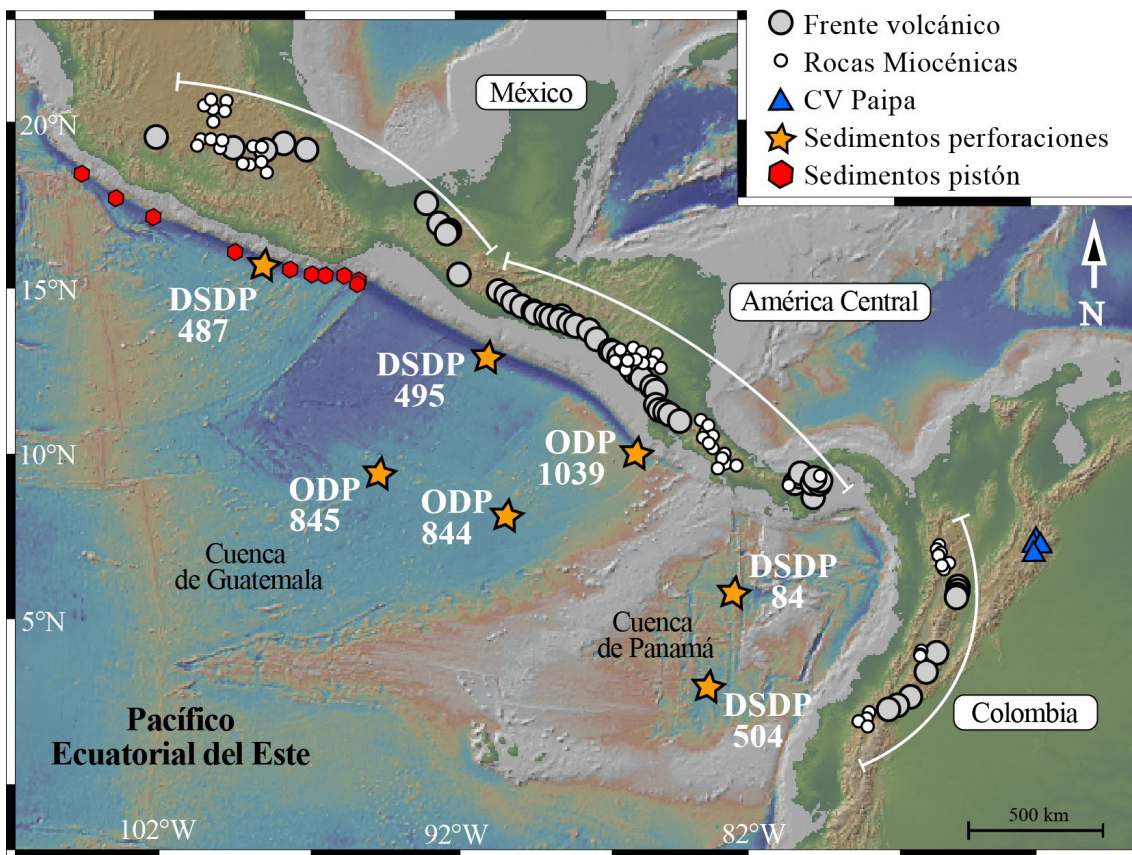 Frente volcánico
Rocas Miocénicas
CV Paipa
Sedimentos perforaciones
Sedimentos pistón
México
20°N
América Central
N
15°N
DSDP
487
DSDP
495
ODP
1039
10°N
ODP
845
ODP
844
Cuenca
de Guatemala
DSDP
84
5°N
Cuenca
de Panamá
DSDP
504
Colombia
Pacífico
Ecuatorial del Este
500 km
102°W
92°W
82°W